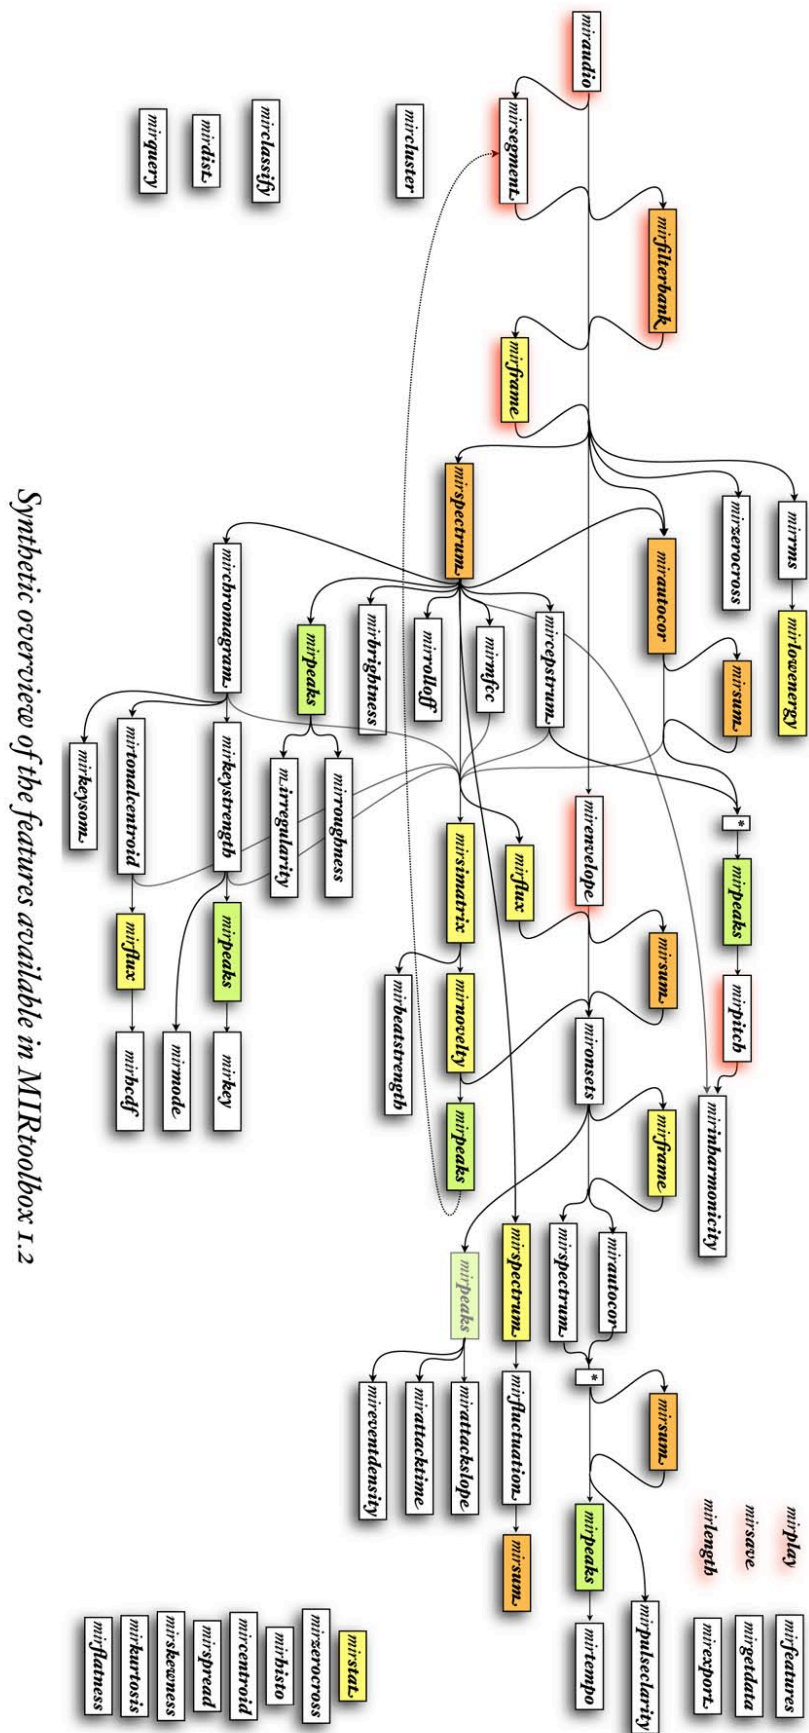 miraudio
mirsegment
mirfilterbank
mirframe
mirrms
mirlowenergy
mirzerocross
mirautocor
mirsum
mirspectrum
*
mirpeaks
mirpitch
mirinharmonicity
mircepstrum
mirmfcc
mirrolloff
mirbrightness
mirpeaks
mirroughness
m.irregularity
mirchromagram
mirkeystrength
mirtonalcentroid
mirkeysom
mirpeaks
mirkey
mirmode
mirflux
mirhcdf
mirenvelope
mirflux
mirsum
mirsimatrix
mirnovelty
mirbeatstrength
mirpeaks
mironsets
mirframe
mirautocor
mirspectrum
*
mirsum
mirpeaks
mirtempo
mirpulseclarity
mirspectrum
mirfluctuation
mirsum
mirpeaks
mirattackslope
mirattacktime
mireventdensity
mircluster
mirclassify
mirdist
mirquery
mirplay
mirsave
mirlength
mirfeatures
mirgetdata
mirexport
mirstat
mirzerocross
mirhisto
mircentroid
mirspread
mirskewness
mirkurtosis
mirflatness
Synthetic overview of the features available in MIRtoolbox 1.2